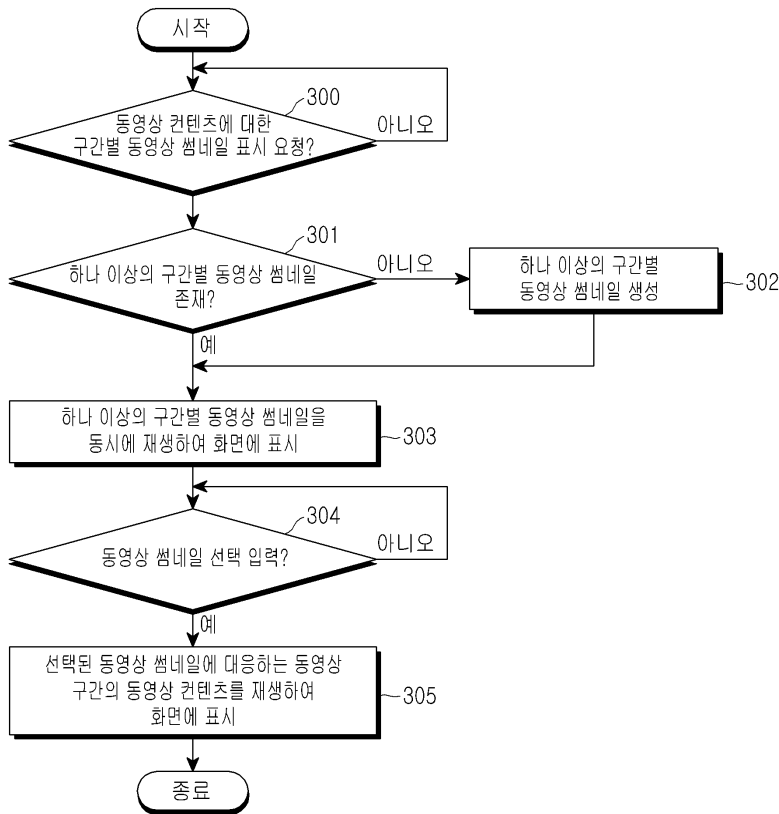 시작
300
동영상 컨텐츠에 대한
구간별 동영상 썸네일 표시 요청?
아니오
301
하나 이상의 구간별 동영상 썸네일
존재?
아니오
하나 이상의 구간별
동영상 썸네일 생성
302
예
하나 이상의 구간별 동영상 썸네일을
동시에 재생하여 화면에 표시
303
304
동영상 썸네일 선택 입력?
아니오
예
선택된 동영상 썸네일에 대응하는 동영상
구간의 동영상 컨텐츠를 재생하여
화면에 표시
305
종료